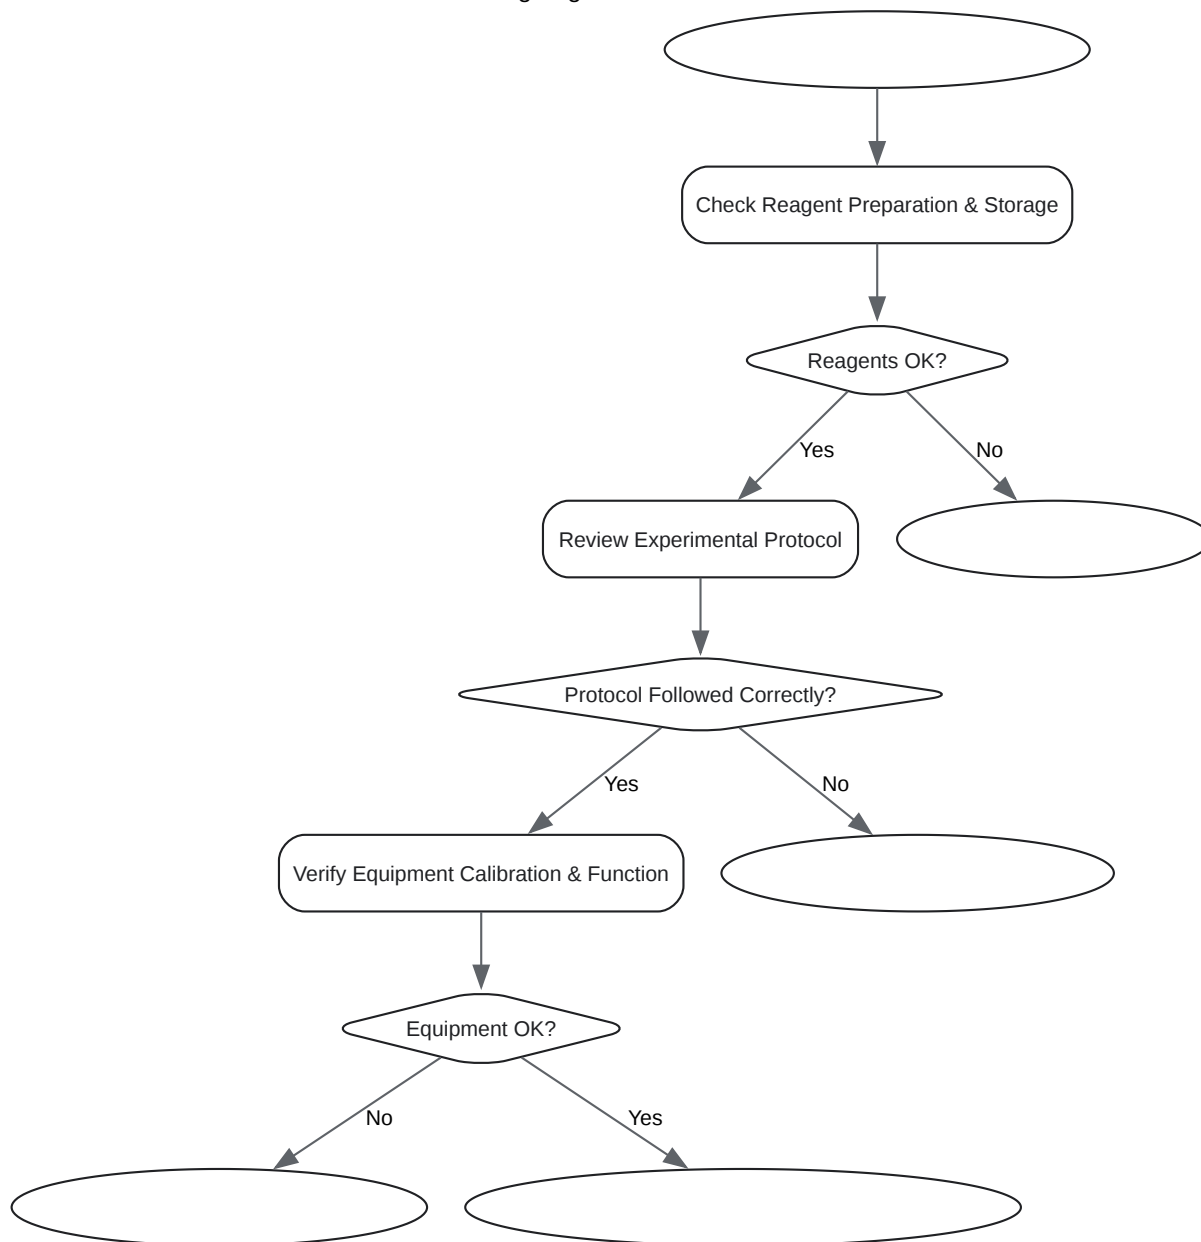 Check Reagent Preparation & Storage
Reagents OK?
Yes
No
Review Experimental Protocol
Protocol Followed Correctly?
Yes
No
Verify Equipment Calibration & Function
Equipment OK?
No
Yes